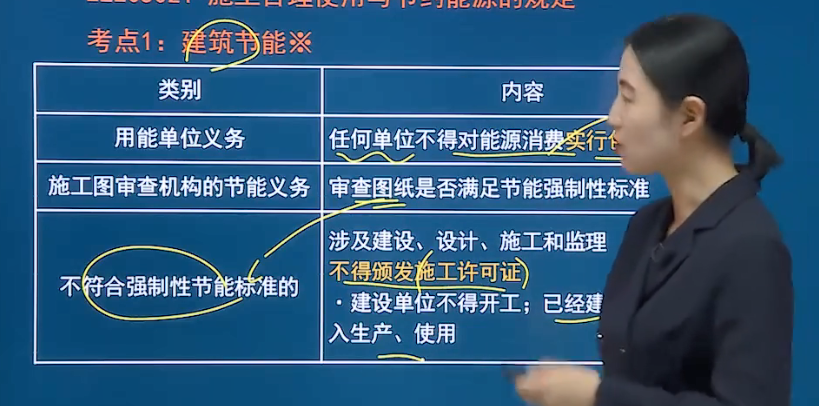 施工合理使用与节约能源的规定
考点1：建筑节能※
类别
内容
用能单位义务
任何单位不得对能源消费实行
施工图审查机构的节能义务
审查图纸是否满足节能强制性标准
不符合强制性节能标准的
涉及建设、设计、施工和监理
不得颁发施工许可证）
·建设单位不得开工；已经建
入生产、使用